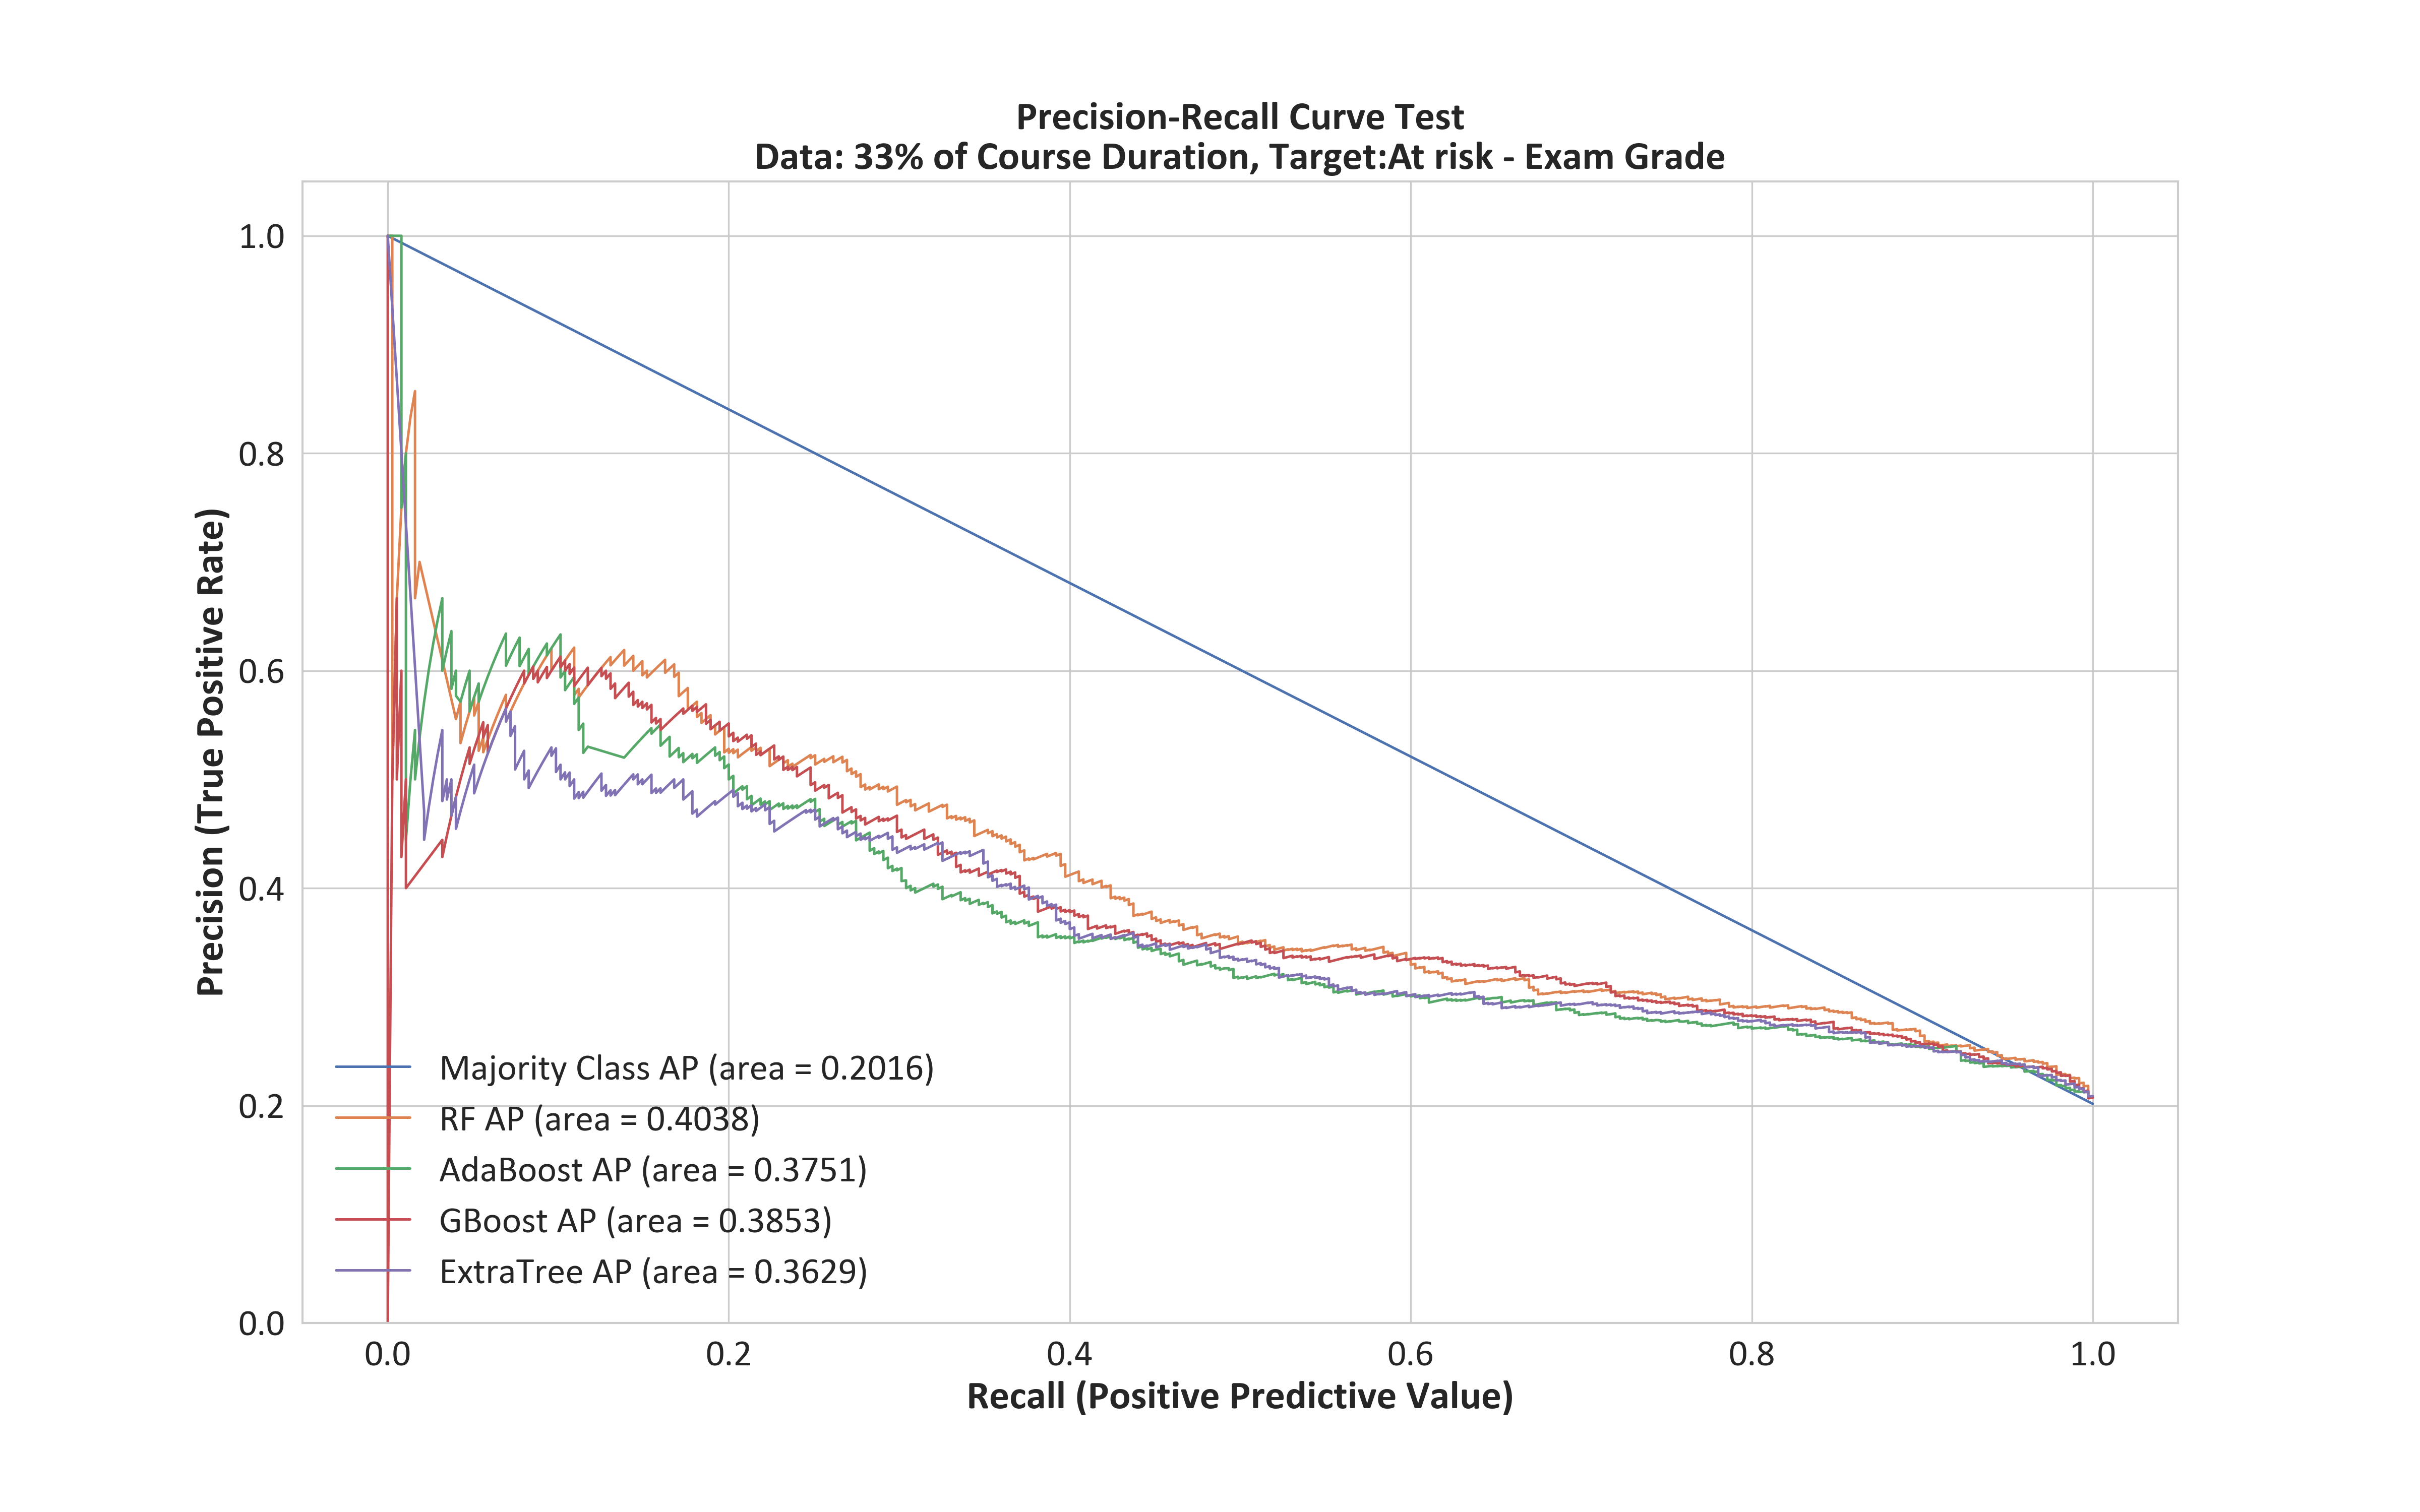 Precision-Recall Curve Test
Data: 33% of Course Duration, Target:At risk - Exam Grade
Precision (True Positive Rate)
1.0
0.8
0.6
0.4
0.2
0.0
Majority Class AP (area = 0.2016)
RF AP (area = 0.4038)
AdaBoost AP (area = 0.3751)
GBoost AP (area = 0.3853)
ExtraTree AP (area = 0.3629)
0.0 0.2 0.4 0.6 0.8 1.0
Recall (Positive Predictive Value)